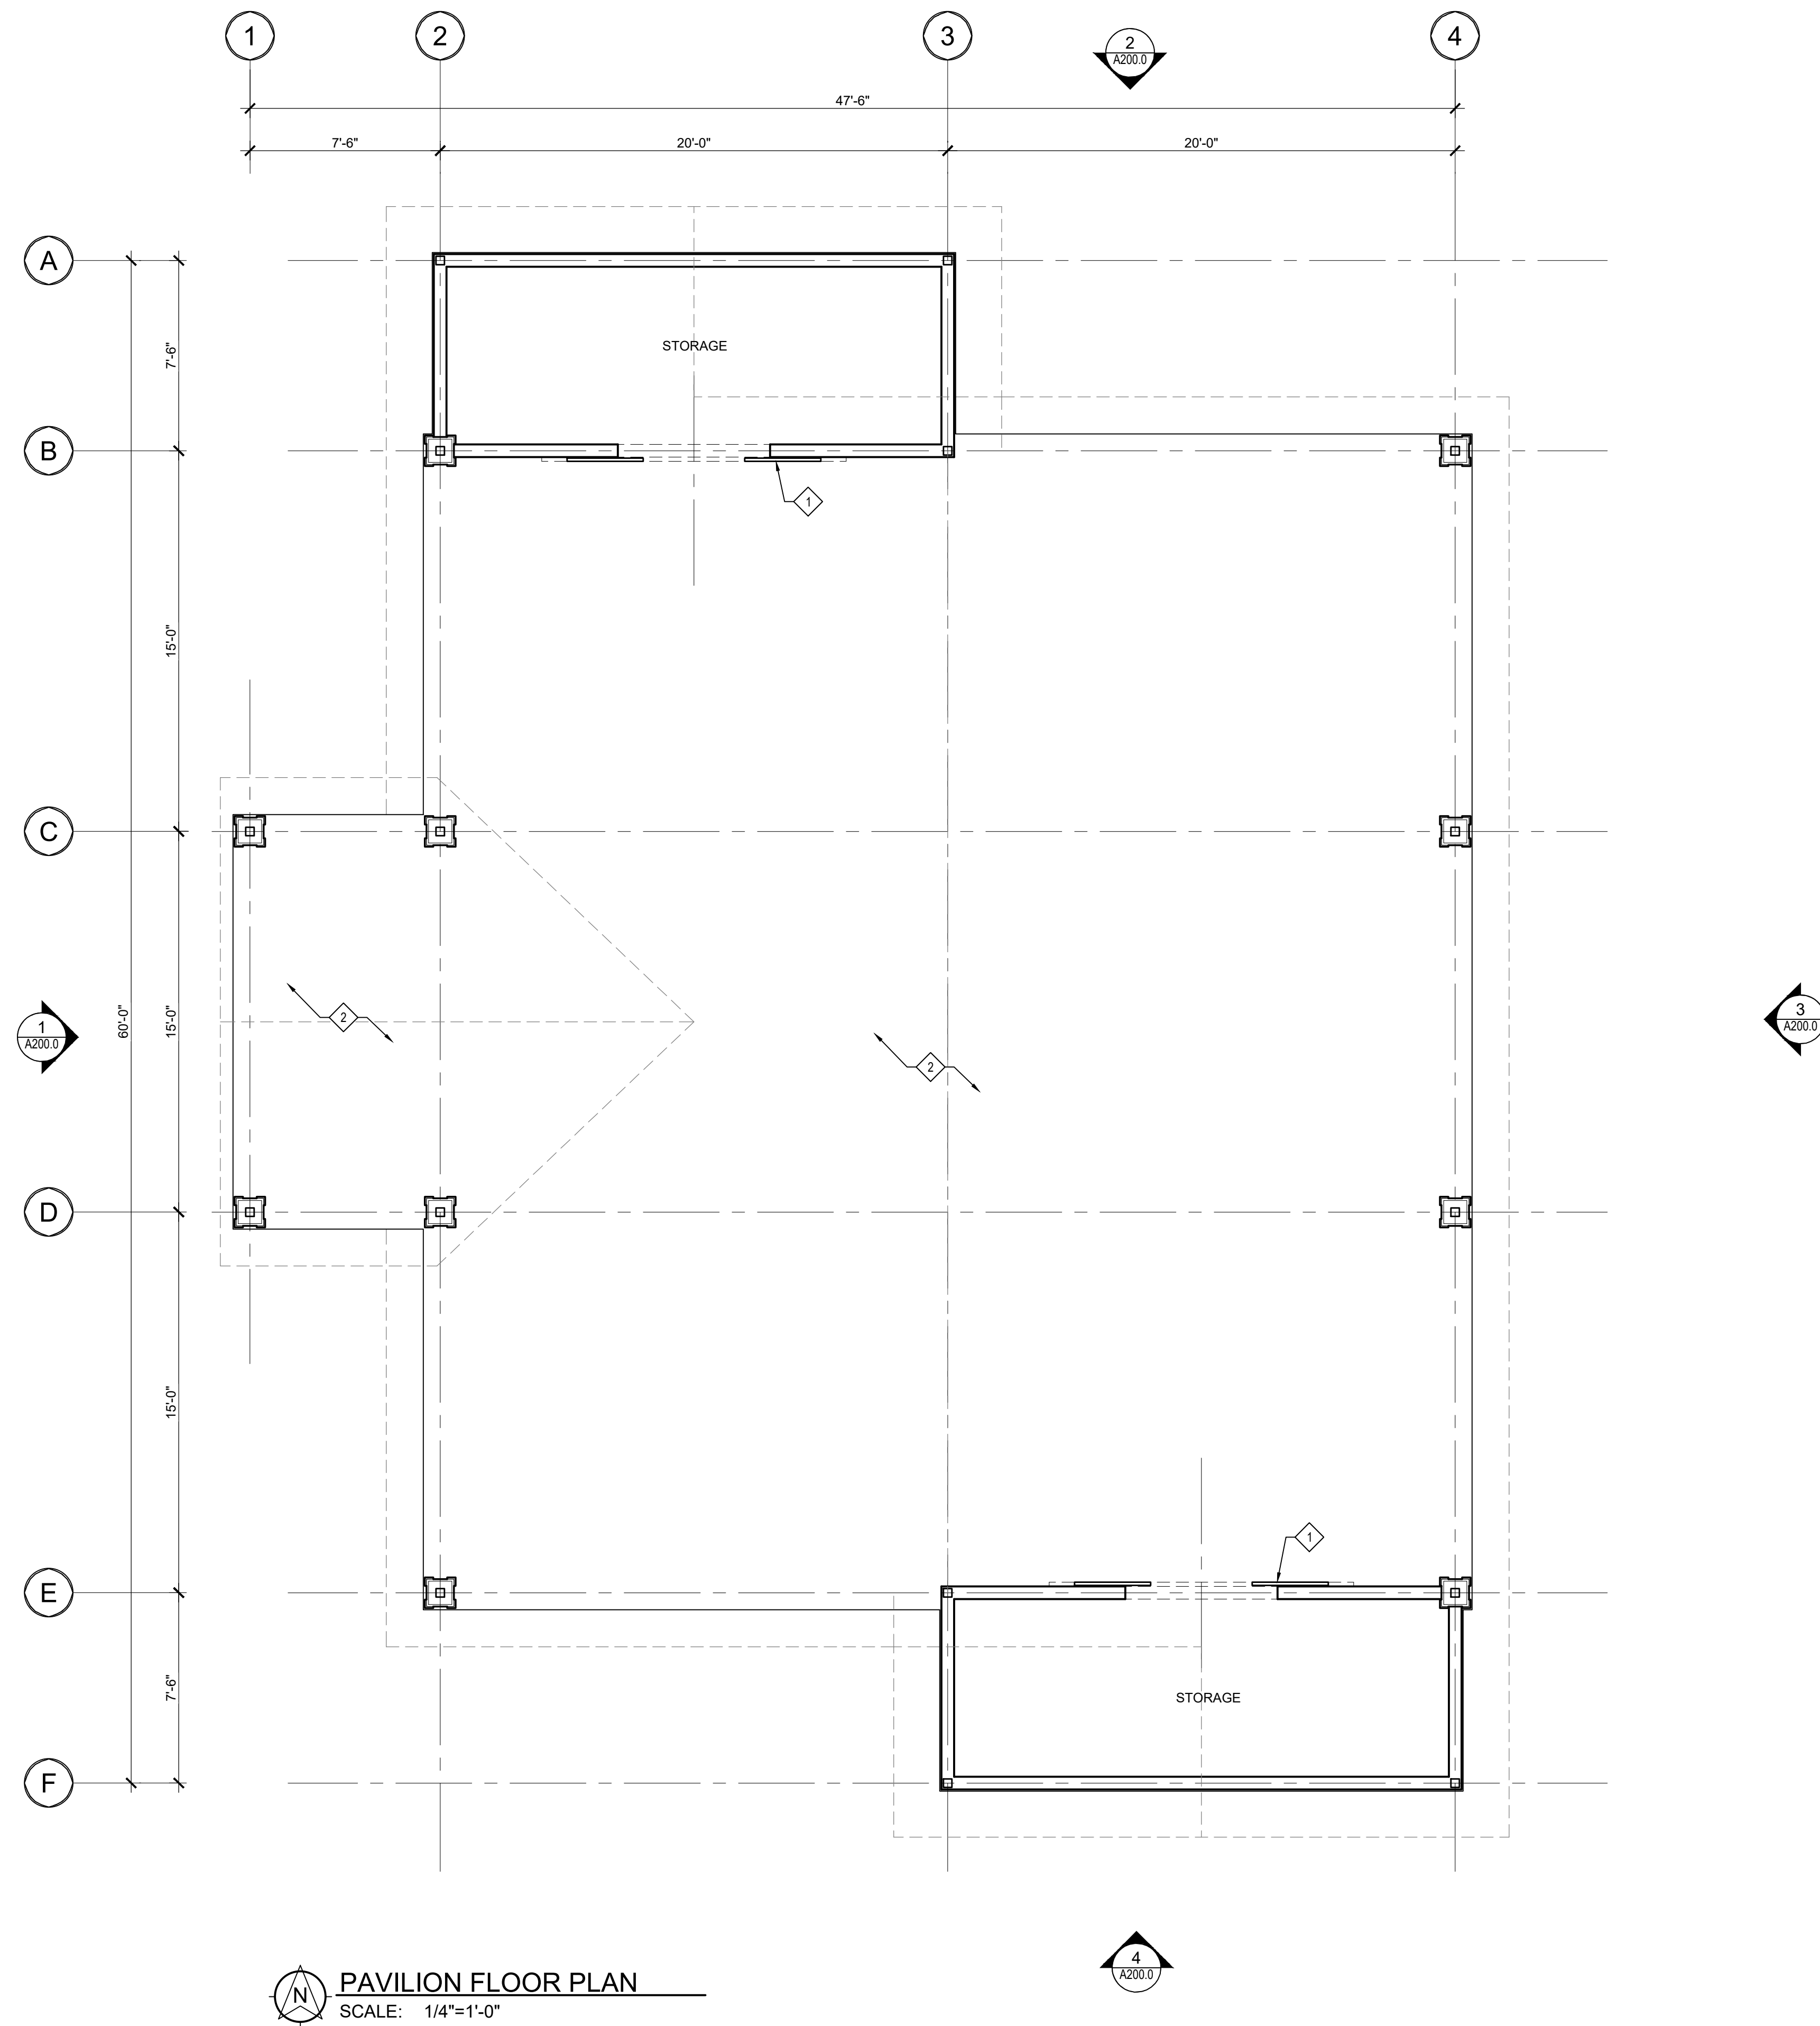 1 2 3 4
2
A200.0
47'-6"
7'-6" 20'-0" 20'-0"
A
7'-6"
STORAGE
B
1
15'-0"
C
1
A200.0
60'-0"
15'-0"
2
2
3
A200.0
D
15'-0"
1
E
7'-6"
STORAGE
F
4
A200.0
N
PAVILION FLOOR PLAN
SCALE: 1/4"=1'-0"